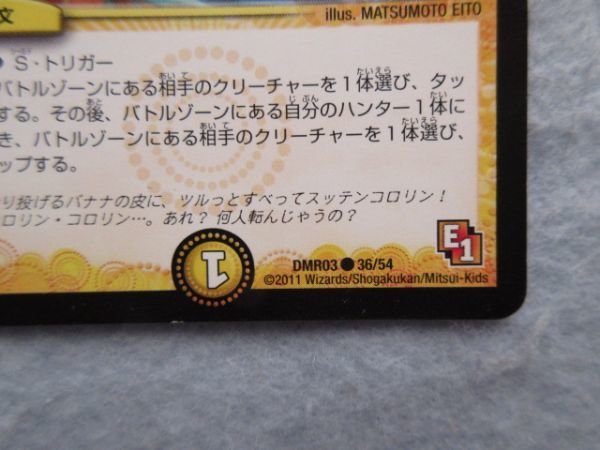 文
illus. MATSUMOTO EITO
S・トリガー
バトルゾーンにある相手のクリーチャーを1体選び、タッ
する。その後、バトルゾーンにある自分のハンター1体に
き、バトルゾーンにある相手のクリーチャーを1体選び、
ップする。
り投げるバナナの皮に、ツルっとすべってスッテンコロリン!
ロリン・コロリン…。あれ? 何人転んじゃうの?
1
E1
DMR03 ● 36/54
©2011 Wizards/Shogakukan/Mitsui-Kids